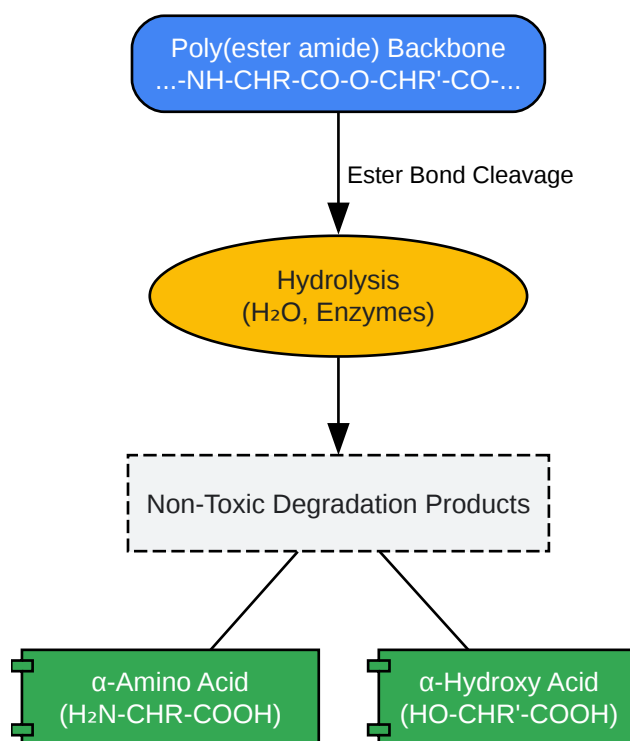 Poly(ester amide) Backbone
...-NH-CHR-CO-O-CHR'-CO-...
Ester Bond Cleavage
Hydrolysis
(H₂O, Enzymes)
Non-Toxic Degradation Products
α-Amino Acid
(H₂N-CHR-COOH)
α-Hydroxy Acid
(HO-CHR'-COOH)